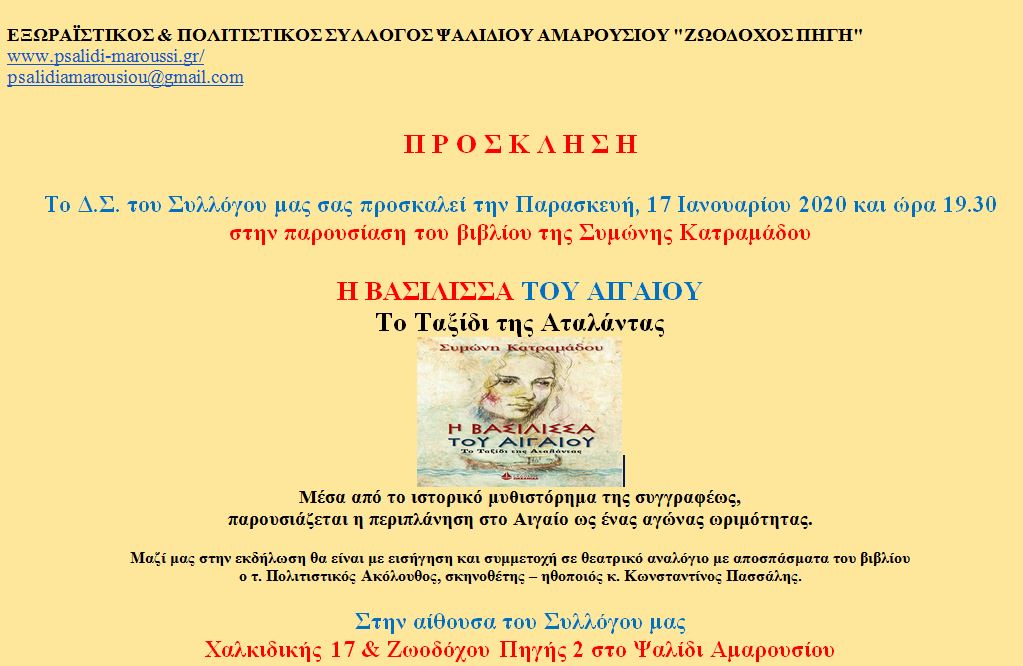 ΕΞΩΡΑΪΣΤΙΚΟΣ & ΠΟΛΙΤΙΣΤΙΚΟΣ ΣΥΛΛΟΓΟΣ ΨΑΛΙΔΙΟΥ ΑΜΑΡΟΥΣΙΟΥ "ΖΩΟΔΟΧΟΣ ΠΗΓΗ"
www.psalidi-maroussi.gr/
psalidiamarousiou@gmail.com
Π Ρ Ο Σ Κ Λ Η Σ Η
Το Δ.Σ. του Συλλόγου μας σας προσκαλεί την Παρασκευή, 17 Ιανουαρίου 2020 και ώρα 19.30
στην παρουσίαση του βιβλίου της Συμώνης Κατραμάδου
Η ΒΑΣΙΛΙΣΣΑ ΤΟΥ ΑΙΓΑΙΟΥ
Το Ταξίδι της Αταλάντας
Συμώνη Κατραμάδου
Η ΒΑΣΙΛΙΣΣΑ
ΤΟΥ ΑΙΓΑΙΟΥ
Το Ταξίδι της Αταλάντας
Μέσα από το ιστορικό μυθιστόρημα της συγγραφέως,
παρουσιάζεται η περιπλάνηση στο Αιγαίο ως ένας αγώνας ωριμότητας.
Μαζί μας στην εκδήλωση θα είναι με εισήγηση και συμμετοχή σε θεατρικό αναλόγιο με αποσπάσματα του βιβλίου
ο τ. Πολιτιστικός Ακόλουθος, σκηνοθέτης – ηθοποιός κ. Κωνσταντίνος Πασσάλης.
Στην αίθουσα του Συλλόγου μας
Χαλκιδικής 17 & Ζωοδόχου Πηγής 2 στο Ψαλίδι Αμαρουσίου